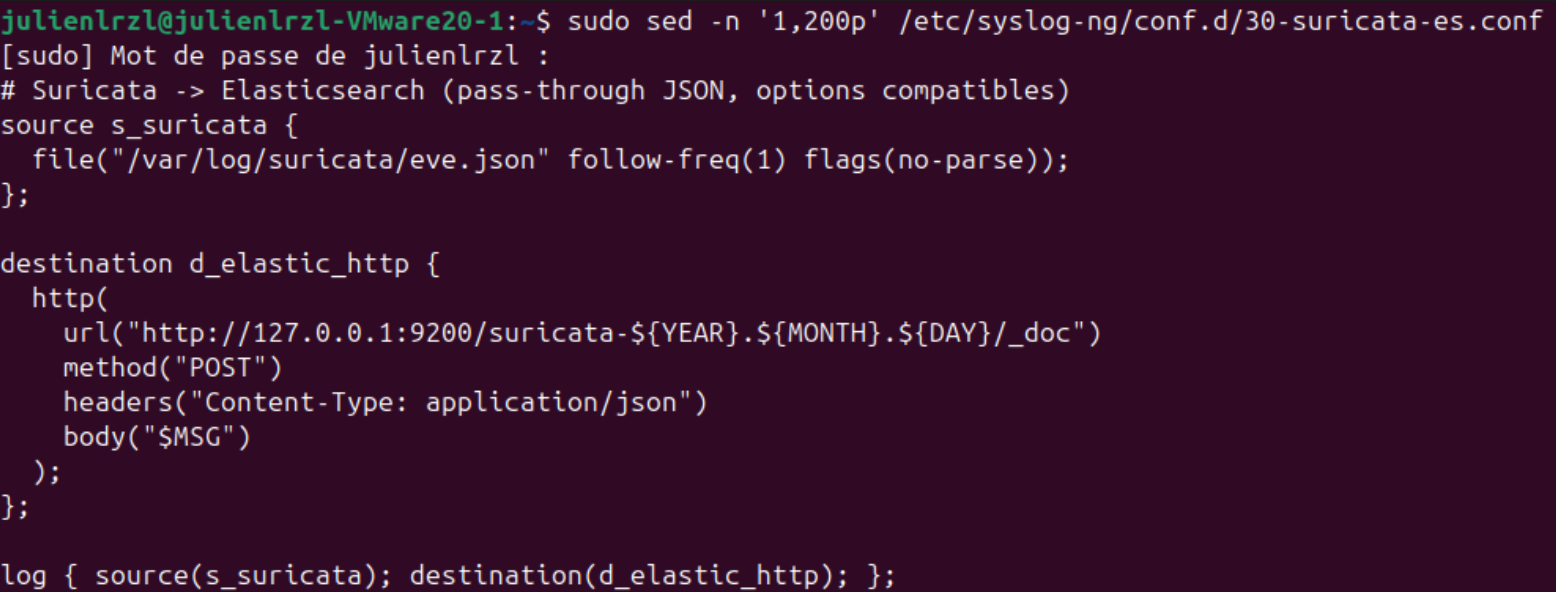 julienlrzl@julienlrzl-VMware20-1:~$ sudo sed -n '1,200p' /etc/syslog-ng/conf.d/30-suricata-es.conf
[sudo] Mot de passe de julienlrzl :
# Suricata -> Elasticsearch (pass-through JSON, options compatibles)
source s_suricata {
  file("/var/log/suricata/eve.json" follow-freq(1) flags(no-parse));
};

destination d_elastic_http {
  http(
    url("http://127.0.0.1:9200/suricata-${YEAR}.${MONTH}.${DAY}/_doc")
    method("POST")
    headers("Content-Type: application/json")
    body("$MSG")
  );
};

log { source(s_suricata); destination(d_elastic_http); };